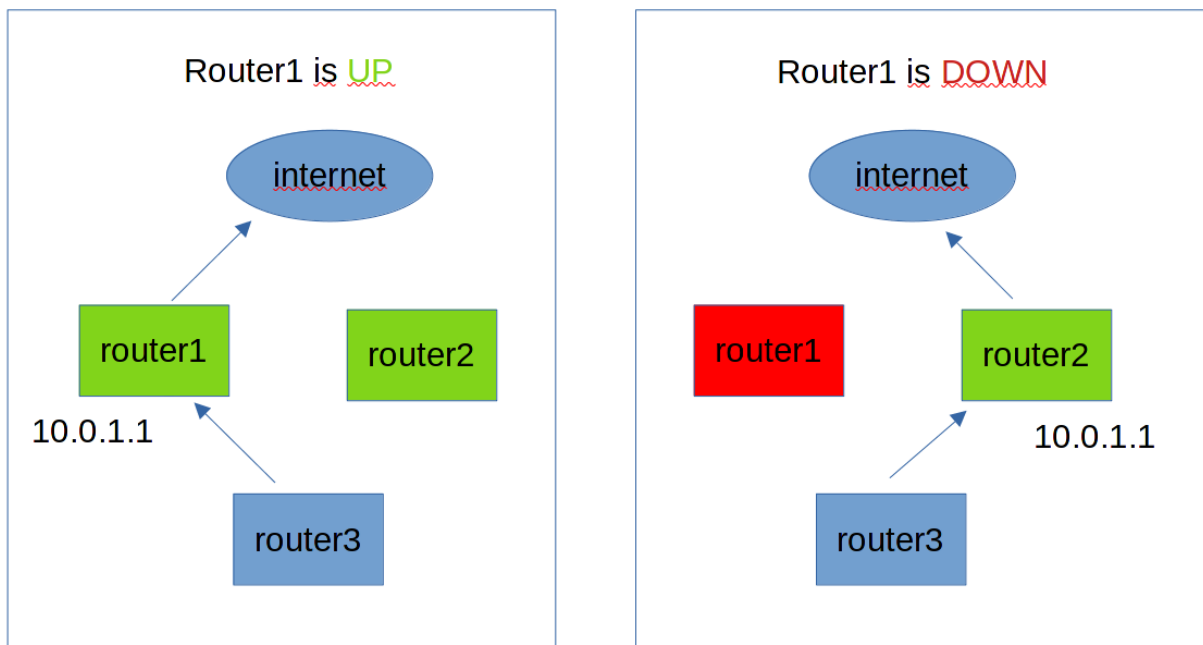 Router1 is UP
internet
router1
router2
10.0.1.1
router3
Router1 is DOWN
internet
router1
router2
10.0.1.1
router3